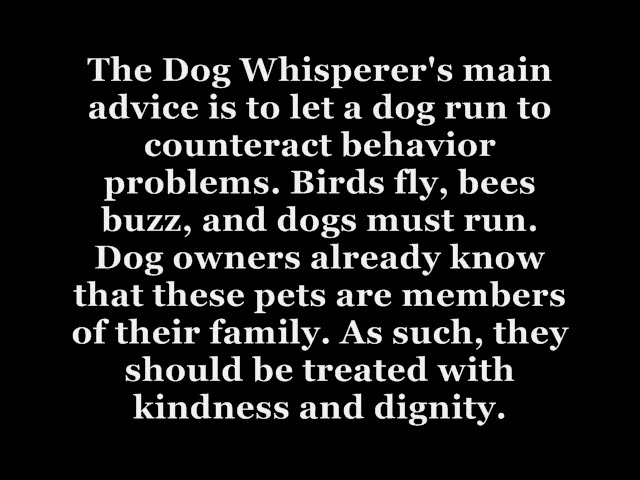 The Dog Whisperer's main
advice is to let a dog run to
counteract behavior
problems. Birds fly, bees
buzz, and dogs must run.
Dog owners already know
that these pets are members
of their family. As such, they
should be treated with
kindness and dignity.